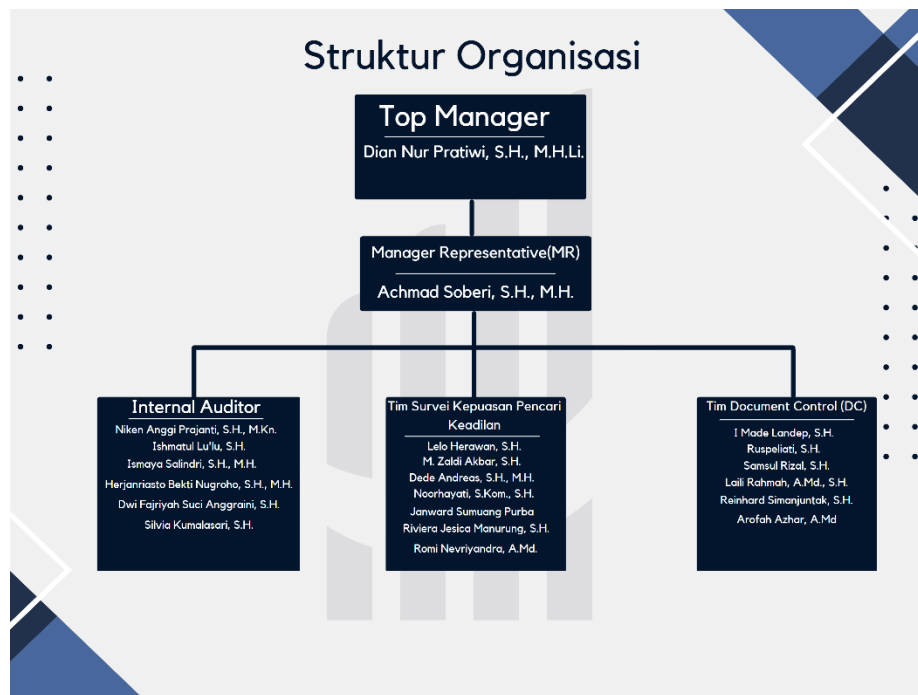 Struktur Organisasi
Top Manager
Dian Nur Pratiwi, S.H., M.H.Li.
Manager Representative(MR)
Achmad Soberi, S.H., M.H.
Internal Auditor
Niken Anggi Prajanti, S.H., M.Kn.
Ishmatul Lu'lu, S.H.
Ismaya Salindri, S.H., M.H.
Herjanriasto Bekti Nugroho, S.H., M.H.
Dwi Fajriyah Suci Anggraini, S.H.
Silvia Kumalasari, S.H.
Tim Survei Kepuasan Pencari
Keadilan
Lelo Herawan, S.H.
M. Zaldi Akbar, S.H.
Dede Andreas, S.H., M.H.
Noorhayati, S.Kom., S.H.
Janward Sumuang Purba
Riviera Jesica Manurung, S.H.
Romi Nevriyandra, A.Md.
Tim Document Control (DC)
I Made Landep, S.H.
Ruspeliati, S.H.
Samsul Rizal, S.H.
Laili Rahmah, A.Md., S.H.
Reinhard Simanjuntak, S.H.
Arofah Azhar, A.Md